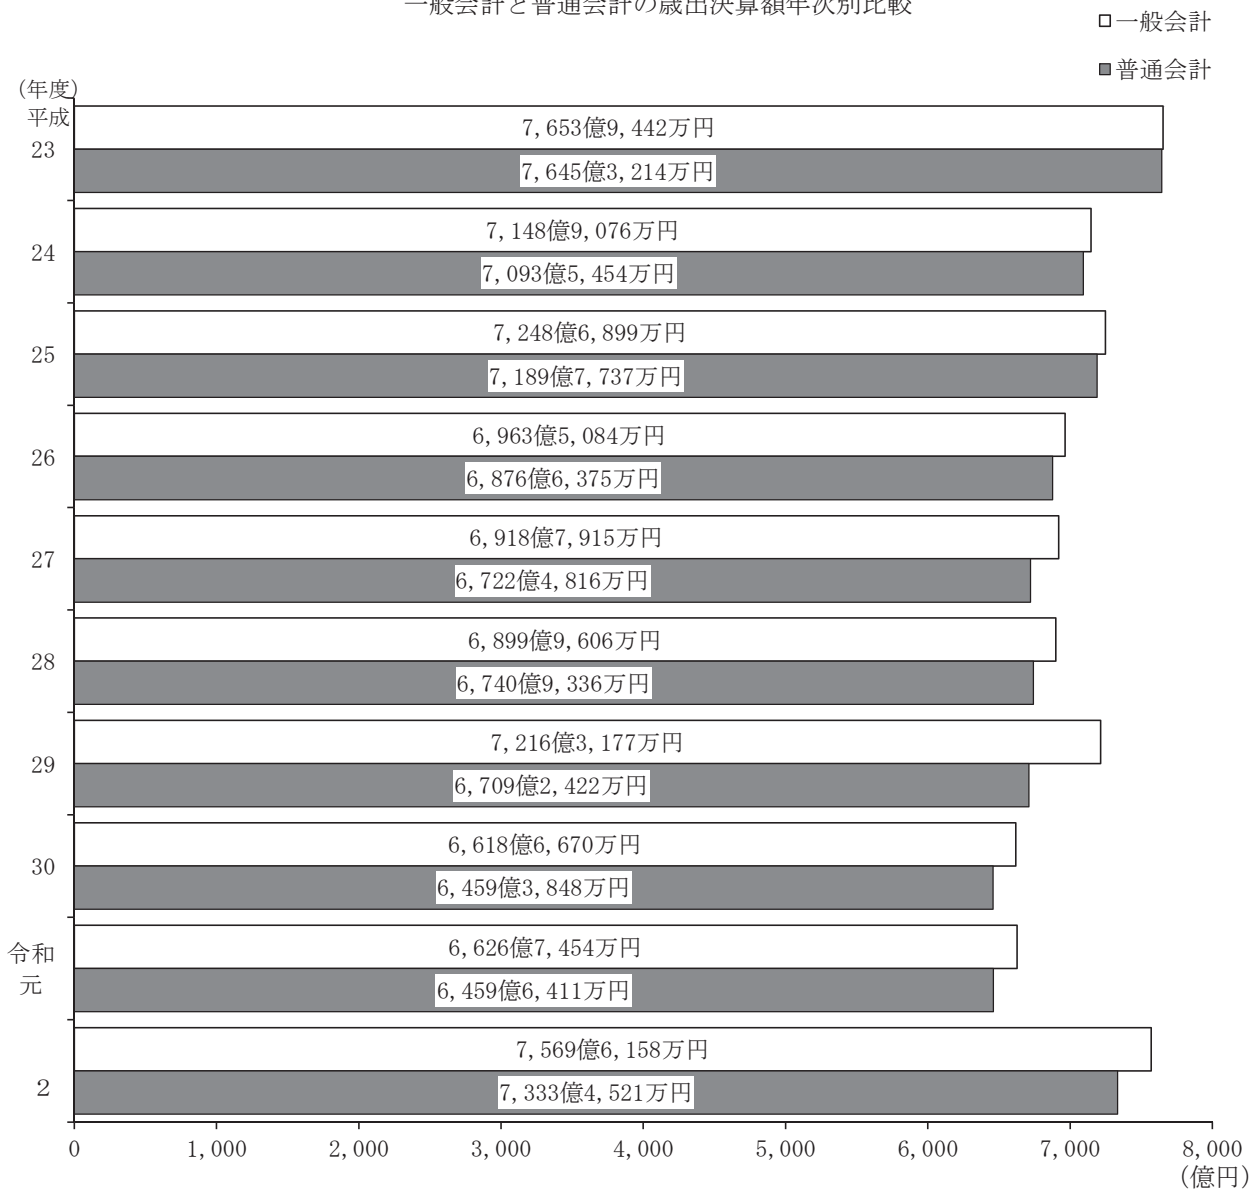 一般会計と普通会計の歳出決算額年次別比較
□一般会計
■普通会計
(年度)
平成
23
7,653億9,442万円
7,645億3,214万円
24
7,148億9,076万円
7,093億5,454万円
25
7,248億6,899万円
7,189億7,737万円
26
6,963億5,084万円
6,876億6,375万円
27
6,918億7,915万円
6,722億4,816万円
28
6,899億9,606万円
6,740億9,336万円
29
7,216億3,177万円
6,709億2,422万円
30
6,618億6,670万円
6,459億3,848万円
令和
元
6,626億7,454万円
6,459億6,411万円
2
7,569億6,158万円
7,333億4,521万円
0 1,000 2,000 3,000 4,000 5,000 6,000 7,000 8,000
(億円)